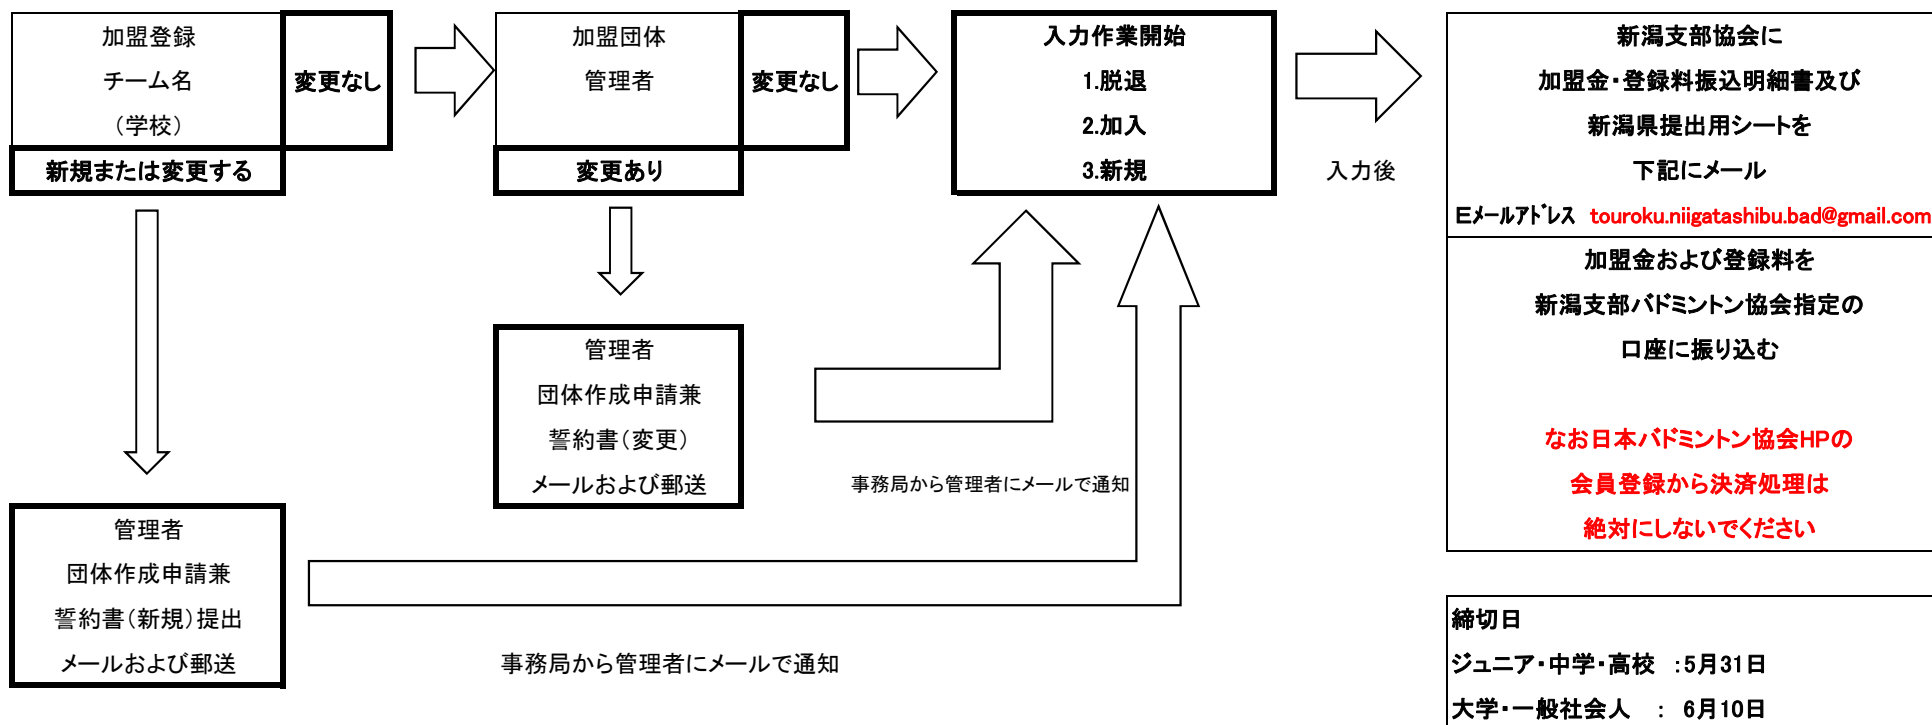 加盟登録
チーム名
（学校）
変更なし
新規または変更する
加盟団体
管理者
変更なし
変更あり
入力作業開始
1.脱退
2.加入
3.新規
入力後
新潟支部協会に
加盟金・登録料振込明細書及び
新潟県提出用シートを
下記にメール
Eメールアドレス touroku.niigatashibu.bad@gmail.com
加盟金および登録料を
新潟支部バドミントン協会指定の
口座に振り込む
なお日本バドミントン協会HPの
会員登録から決済処理は
絶対にしないでください
管理者
団体作成申請兼
誓約書（変更）
メールおよび郵送
事務局から管理者にメールで通知
管理者
団体作成申請兼
誓約書（新規）提出
メールおよび郵送
事務局から管理者にメールで通知
締切日
ジュニア・中学・高校 :5月31日
大学・一般社会人 : 6月10日